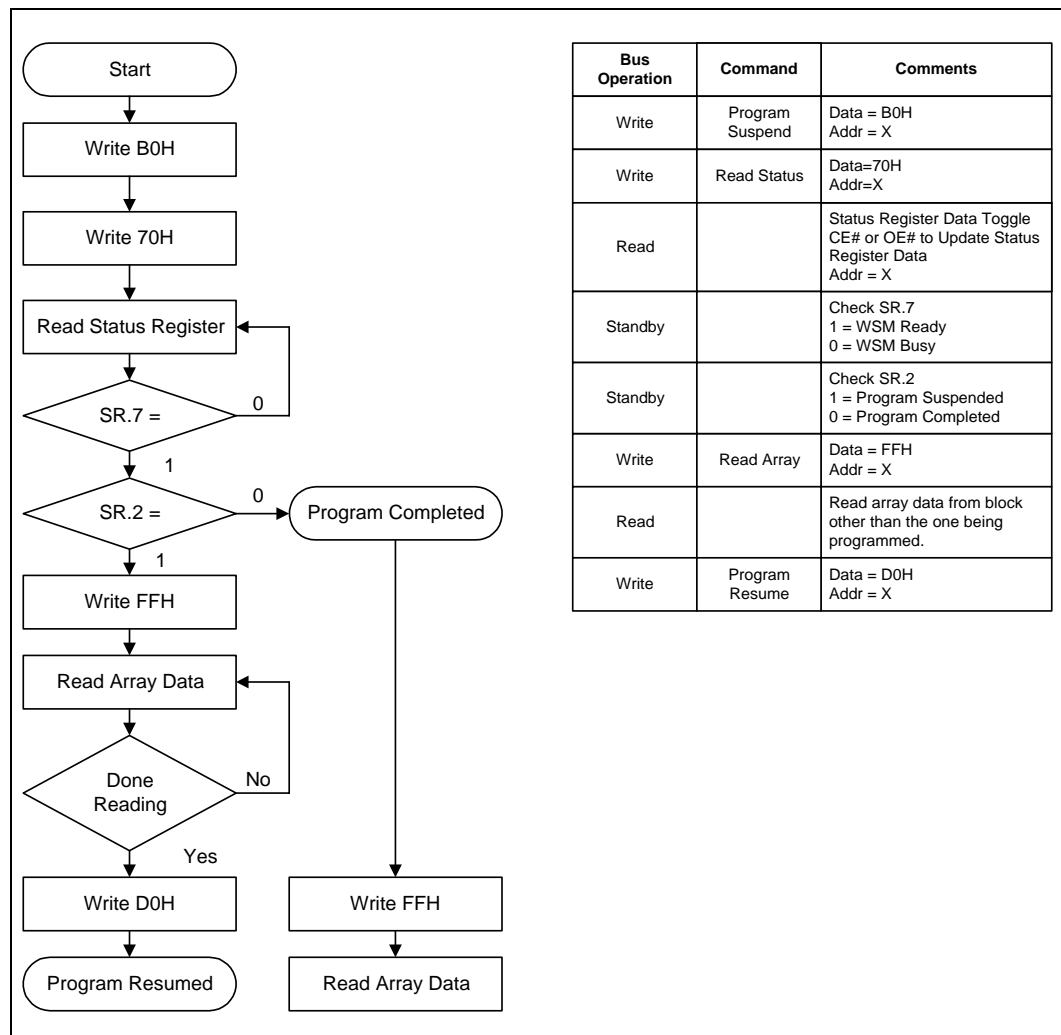 Start
Write B0H
Write 70H
Read Status Register
SR.7 =
0
1
SR.2 =
0
Program Completed
1
Write FFH
Read Array Data
Done
Reading
No
Yes
Write D0H
Write FFH
Program Resumed
Read Array Data
Bus
Operation
Command
Comments
Write
Program
Suspend
Data = B0H
Addr = X
Write
Read Status
Data=70H
Addr=X
Read
Status Register Data Toggle
CE# or OE# to Update Status
Register Data
Addr = X
Standby
Check SR.7
1 = WSM Ready
0 = WSM Busy
Standby
Check SR.2
1 = Program Suspended
0 = Program Completed
Write
Read Array
Data = FFH
Addr = X
Read
Read array data from block
other than the one being
programmed.
Write
Program
Resume
Data = D0H
Addr = X